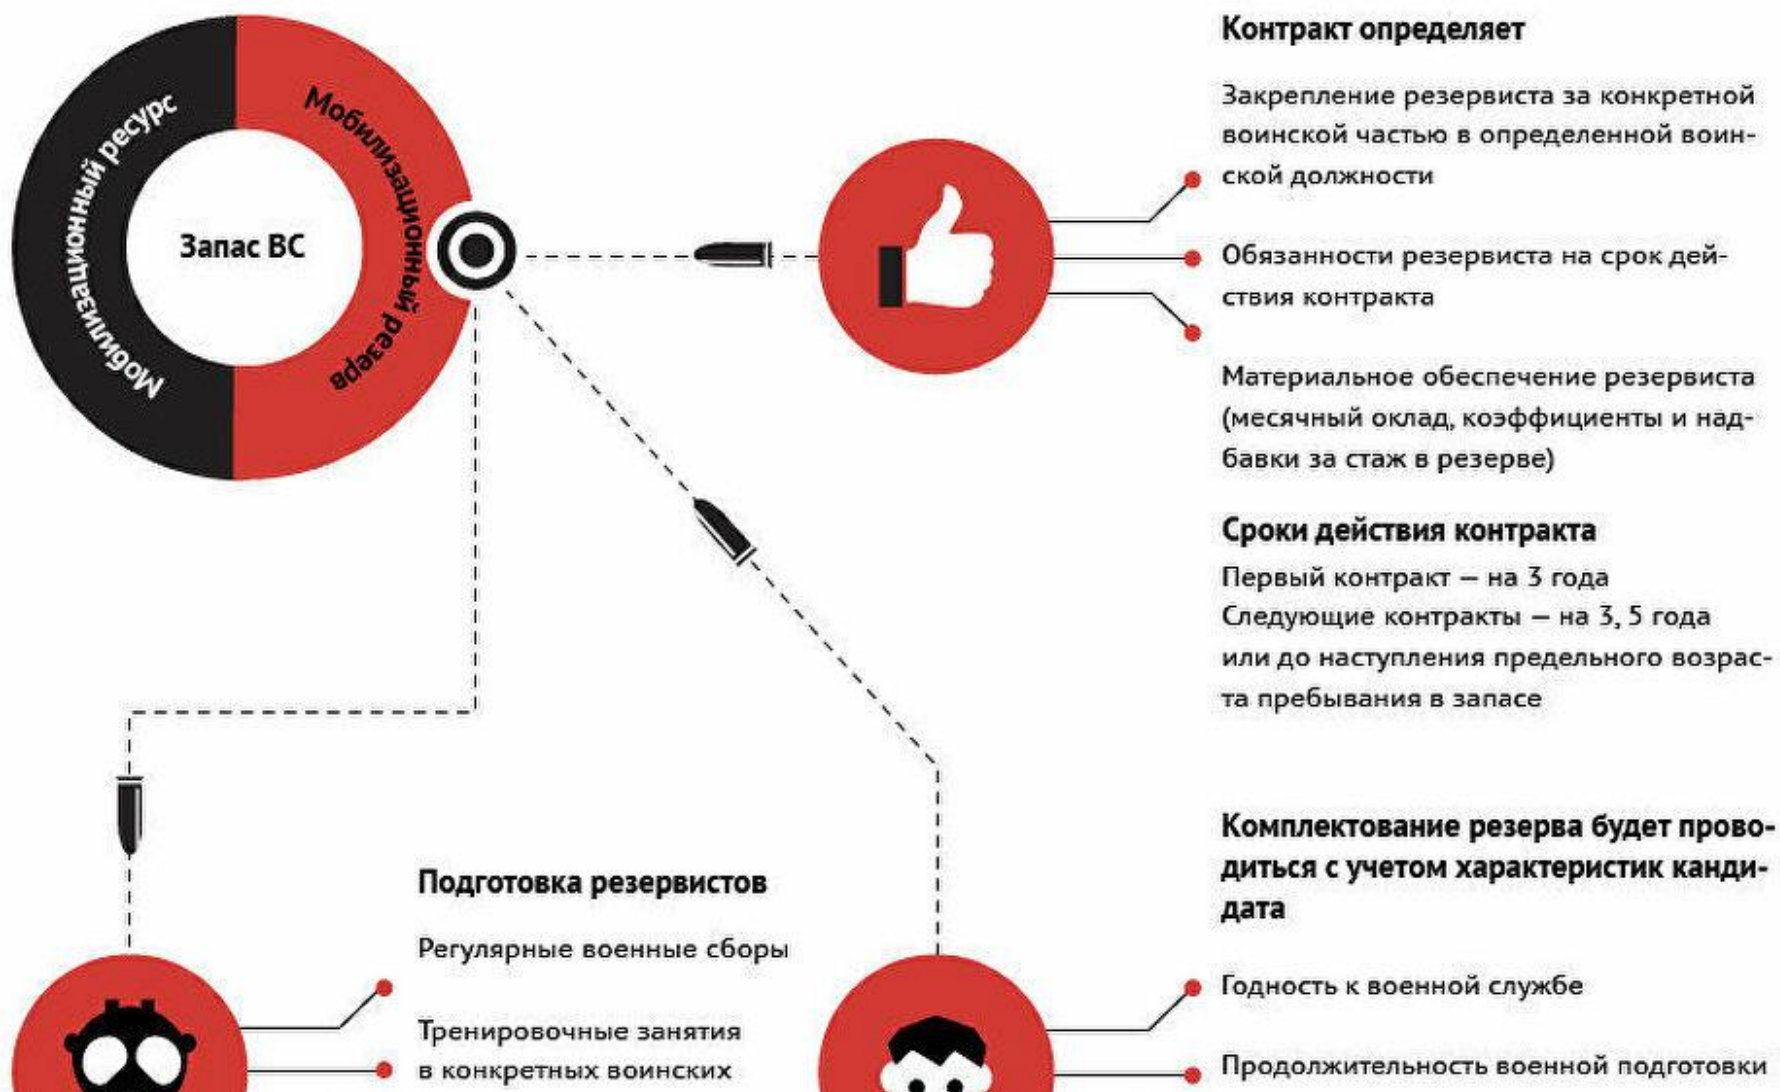 Мобилизационный ресурс
Мобилизационный резерв
Запас ВС
Контракт определяет
Закрепление резервиста за конкретной
воинской частью в определенной воин-
ской должности
Обязанности резервиста на срок дей-
ствия контракта
Материальное обеспечение резервиста
(месячный оклад, коэффициенты и над-
бавки за стаж в резерве)
Сроки действия контракта
Первый контракт – на 3 года
Следующие контракты – на 3, 5 года
или до наступления предельного возрас-
та пребывания в запасе
Подготовка резервистов
Регулярные военные сборы
Тренировочные занятия
в конкретных воинских
Комплектование резерва будет прово-
диться с учетом характеристик канди-
дата
Годность к военной службе
Продолжительность военной подготовки